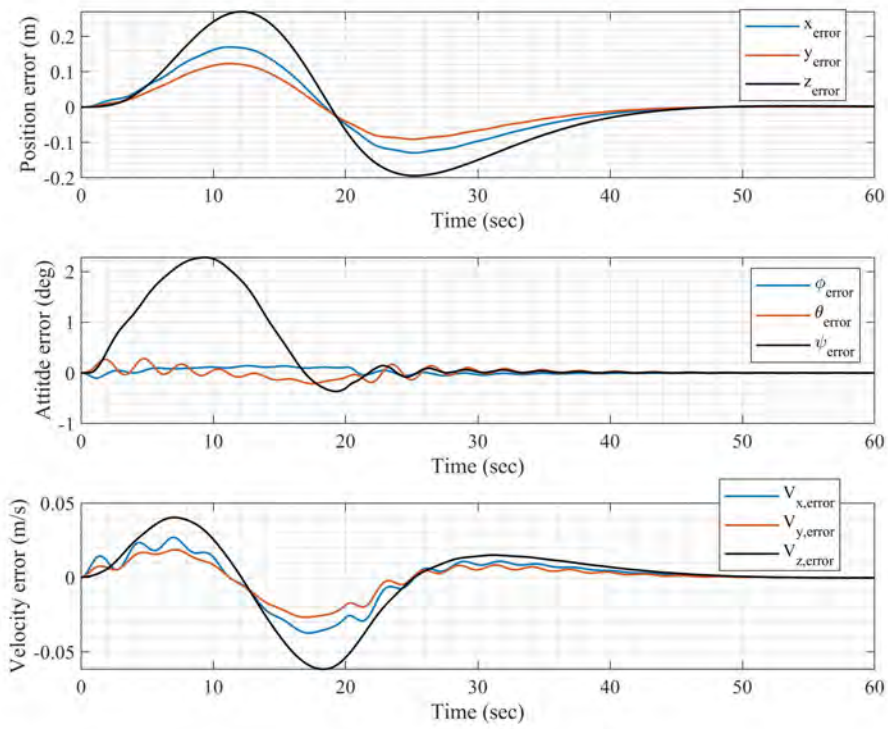 Position error (m)
0.2
0.1
0
-0.1
-0.2
0 10 20 30 40 50 60
Time (sec)
x_error
y_error
z_error
Attitde error (deg)
2
1
0
-1
0 10 20 30 40 50 60
Time (sec)
ϕ_error
θ_error
ψ_error
Velocity error (m/s)
0.05
0
-0.05
0 10 20 30 40 50 60
Time (sec)
V_x,error
V_y,error
V_z,error